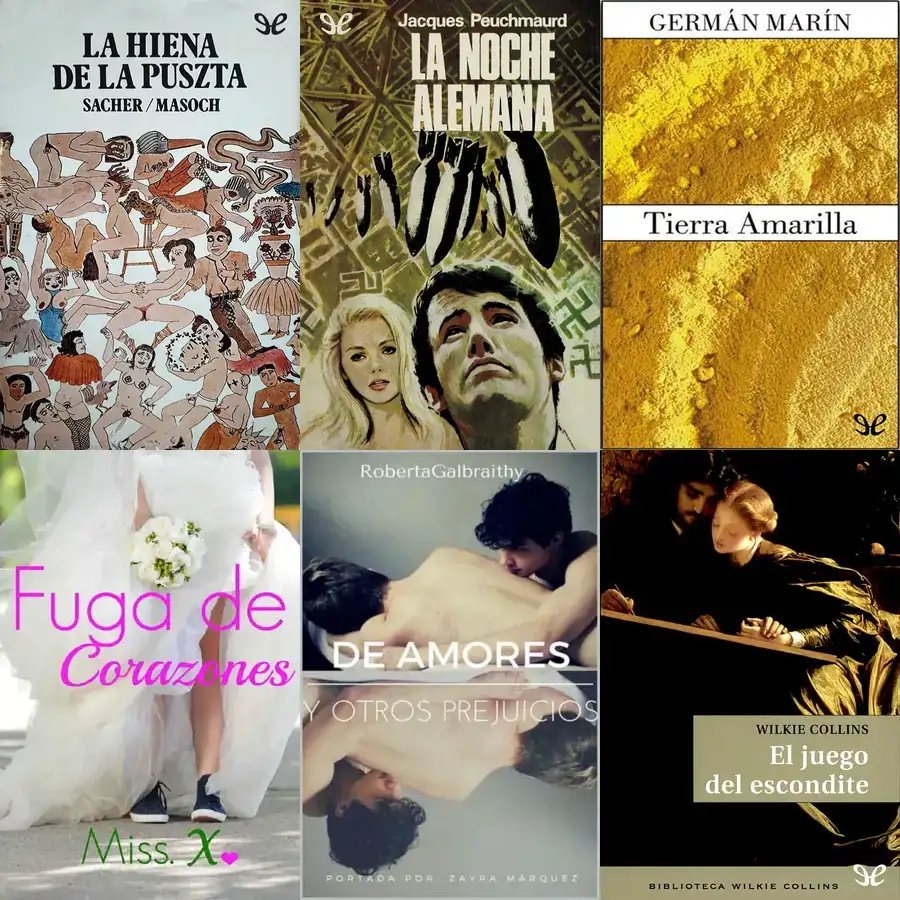 LA HIENA
DE LA PUSZTA
SACHER/MASOCH
Jacques Peuchmaurd
LA NOCHE
ALEMANA
GERMÁN MARÍN
Tierra Amarilla
Fuga de
Corazones
Miss. X
RobertaGalbraithy
DE AMORES
Y OTROS PREJUICIOS
PORTADA POR: ZAYRA MÁRQUEZ
WILKIE COLLINS
El juego
del escondite
BIBLIOTECA WILKIE COLLINS